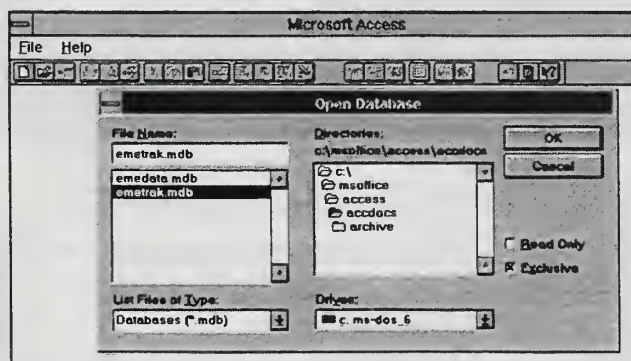 Microsoft Access
File Help
Open Database
File Name:
emetrak.mdb
emedata.mdb
emetrak.mdb
List Files of Type:
Databases (*.mdb)
Directories:
c:\msoffice\access\accdocs
c:\
msoffice
access
accdocs
archive
Drives:
c: ms-dos_6
OK
Cancel
Read Only
Exclusive